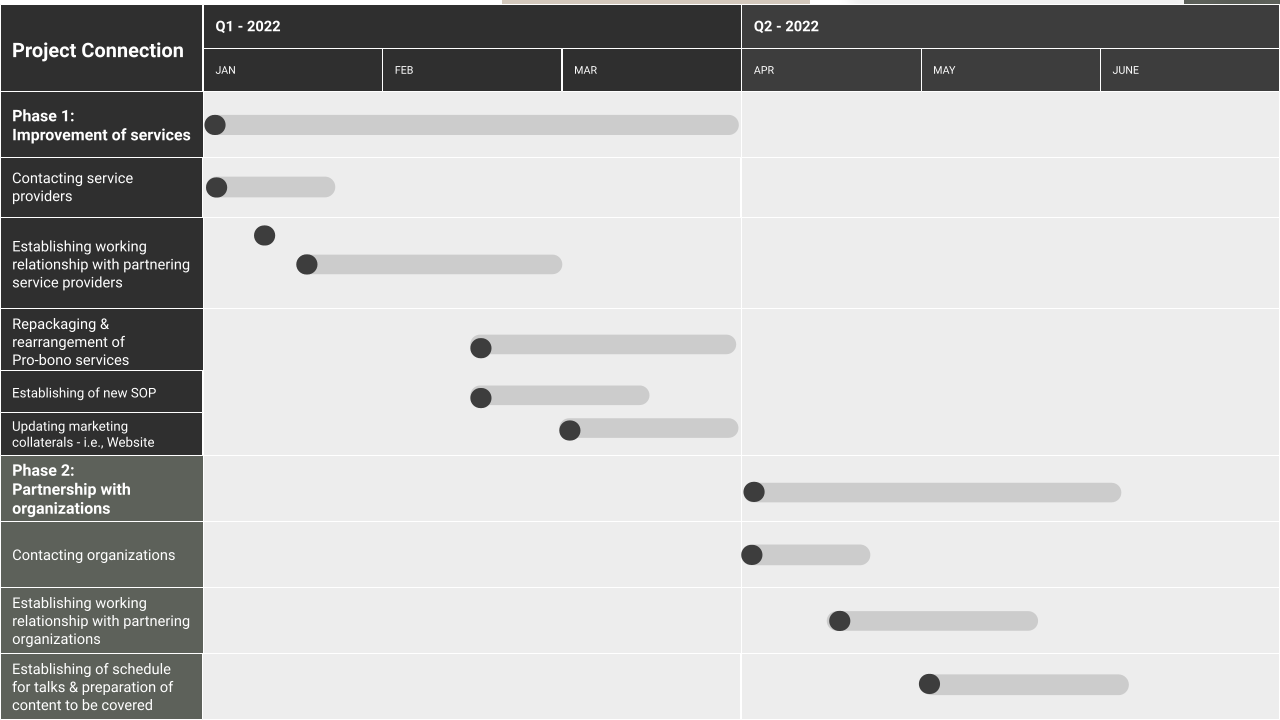 Project Connection
Q1 - 2022
Q2 - 2022
JAN
FEB
MAR
APR
MAY
JUNE
Phase 1:
Improvement of services
Contacting service
providers
Establishing working
relationship with partnering
service providers
Repackaging &
rearrangement of
Pro-bono services
Establishing of new SOP
Updating marketing
collaterals - i.e., Website
Phase 2:
Partnership with
organizations
Contacting organizations
Establishing working
relationship with partnering
organizations
Establishing of schedule
for talks & preparation of
content to be covered